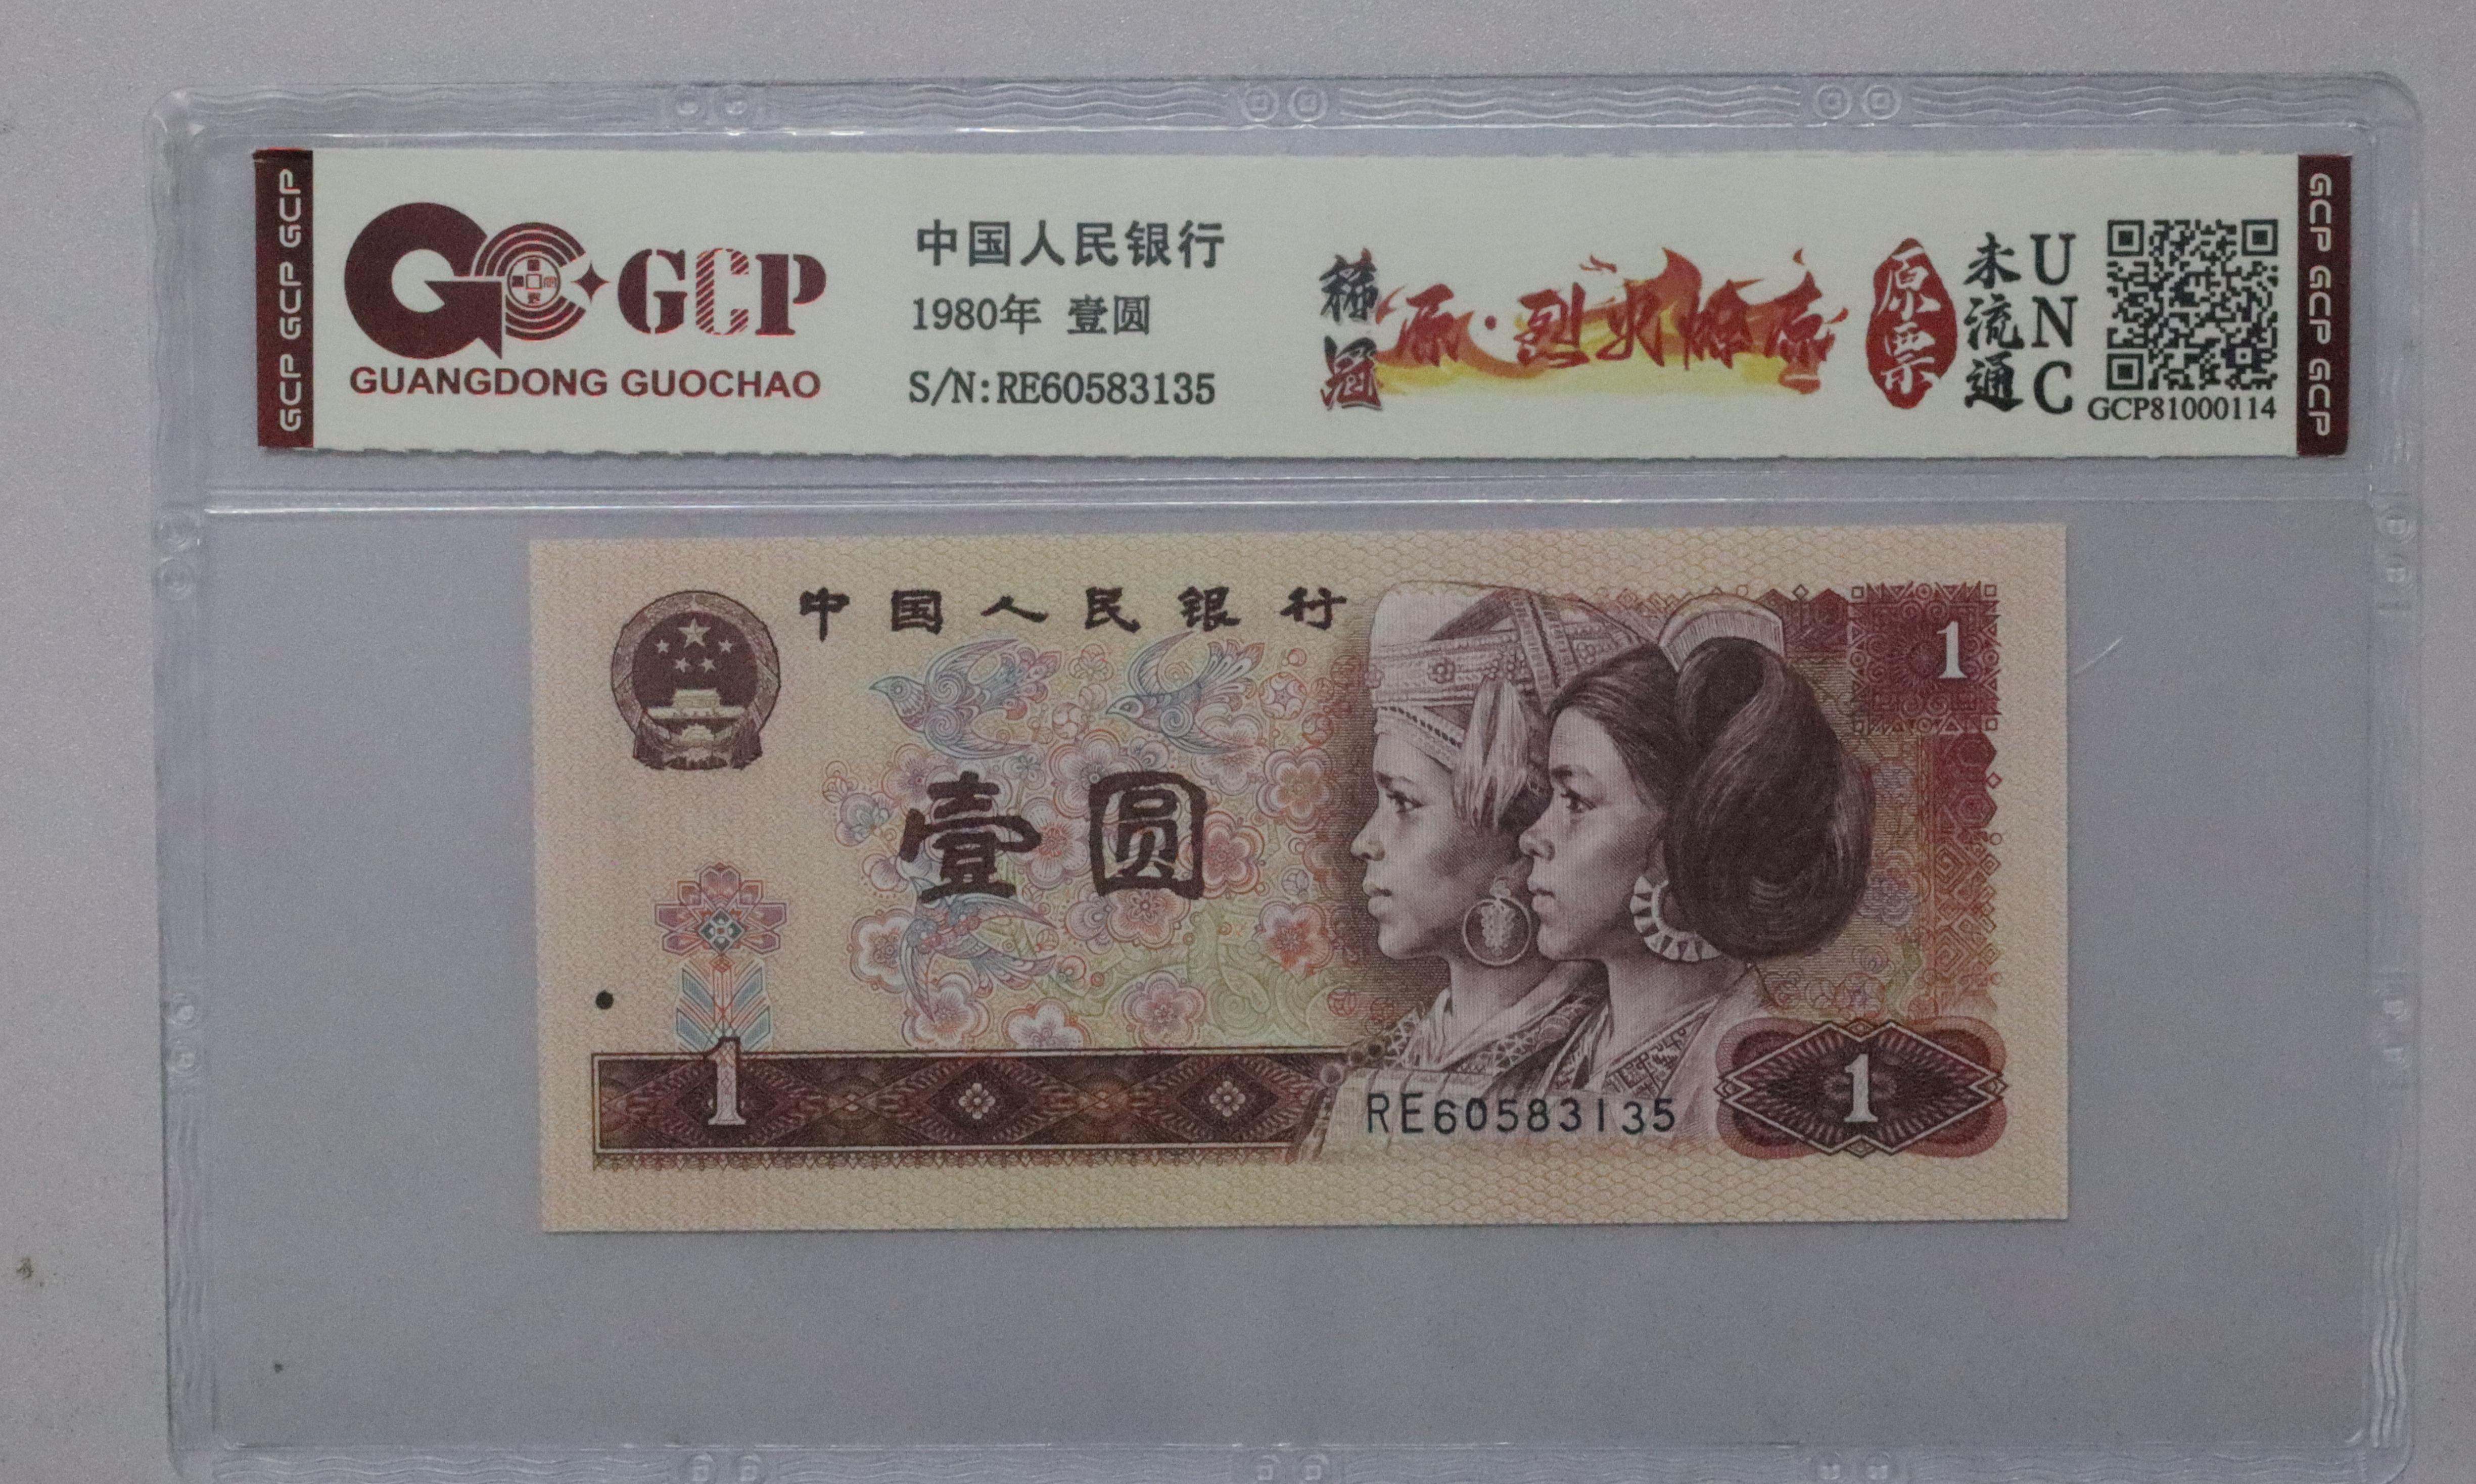 GCP GCP GCP
GCP
GUANGDONG GUOCHAO
中国人民银行
1980年 壹圆
S/N:RE60583135
稀冠
原·烈火燎原
原票
未流通
UNC
GCP81000114
GCP GCP GCP
中国人民银行
1
壹圆
1
RE60583135
1